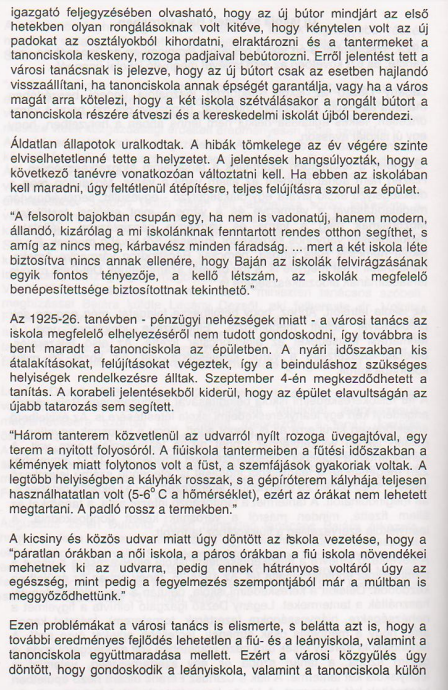 igazgató feljegyzésében olvasható, hogy az új bútor mindjárt az első
hetekben olyan rongálásoknak volt kitéve, hogy kénytelen volt az új
padokat az osztályokból kihordatni, elraktározni és a tantermeket a
tanonciskola keskeny, rozoga padjaival bebútorozni. Erről jelentést tett a
városi tanácsnak is jelezve, hogy az új bútort csak az esetben hajlandó
visszaállítani, ha tanonciskola annak épségét garantálja, vagy ha a város
magát arra kötelezi, hogy a két iskola szétválásakor a rongált bútort a
tanonciskola részére átveszi és a kereskedelmi iskolát újból berendezi.
Áldatlan állapotok uralkodtak. A hibák tömkelege az év végére szinte
elviselhetetlenné tette a helyzetet. A jelentések hangsúlyozták, hogy a
következő tanévre vonatkozóan változtatni kell. Ha ebben az iskolában
kell maradni, úgy feltétlenül átépítésre, teljes felújításra szorul az épület.
“A felsorolt bajokban csupán egy, ha nem is vadonatúj, hanem modern,
állandó, kizárólag a mi iskolánknak fenntartott rendes otthon segíthet, s
amíg az nincs meg, kárbavész minden fáradság. ... mert a két iskola léte
biztosítva nincs annak ellenére, hogy Baján az iskolák felvirágzásának
egyik fontos tényezője, a kellő létszám, az iskolák megfelelő
benépesítettsége biztosítottnak tekinthető.”
Az 1925-26. tanévben - pénzügyi nehézségek miatt - a városi tanács az
iskola megfelelő elhelyezéséről nem tudott gondoskodni, így továbbra is
bent maradt a tanonciskola az épületben. A nyári időszakban kis
átalakításokat, felújításokat végeztek, így a beinduláshoz szükséges
helyiségek rendelkezésre álltak. Szeptember 4-én megkezdődhetett a
tanítás. A korabeli jelentésekből kiderül, hogy az épület elavultságán az
újabb tatarozás sem segített.
“Három tanterem közvetlenül az udvarról nyílt rozoga üvegajtóval, egy
terem a nyitott folyosóról. A fiúiskola tantermeiben a fűtési időszakban a
kémények miatt folytonos volt a füst, a szemfájások gyakoriak voltak. A
legtöbb helyiségben a kályhák rosszak, s a gépíróterem kályhája teljesen
használhatatlan volt (5-6° C a hőmérséklet), ezért az órákat nem lehetett
megtartani. A padló rossz a termekben.”
A kicsiny és közös udvar miatt úgy döntött az iskola vezetése, hogy a
“páratlan órákban a női iskola, a páros órákban a fiú iskola növendékei
mehetnek ki az udvarra, pedig ennek hátrányos voltáról úgy az
egészség, mint pedig a fegyelmezés szempontjából már a múltban is
meggyőződhettünk.”
Ezen problémákat a városi tanács is elismerte, s belátta azt is, hogy a
további eredményes fejlődés lehetetlen a fiú- és a leányiskola, valamint a
tanonciskola együttmaradása mellett. Ezért a városi közgyűlés úgy
döntött, hogy gondoskodik a leányiskola, valamint a tanonciskola külön